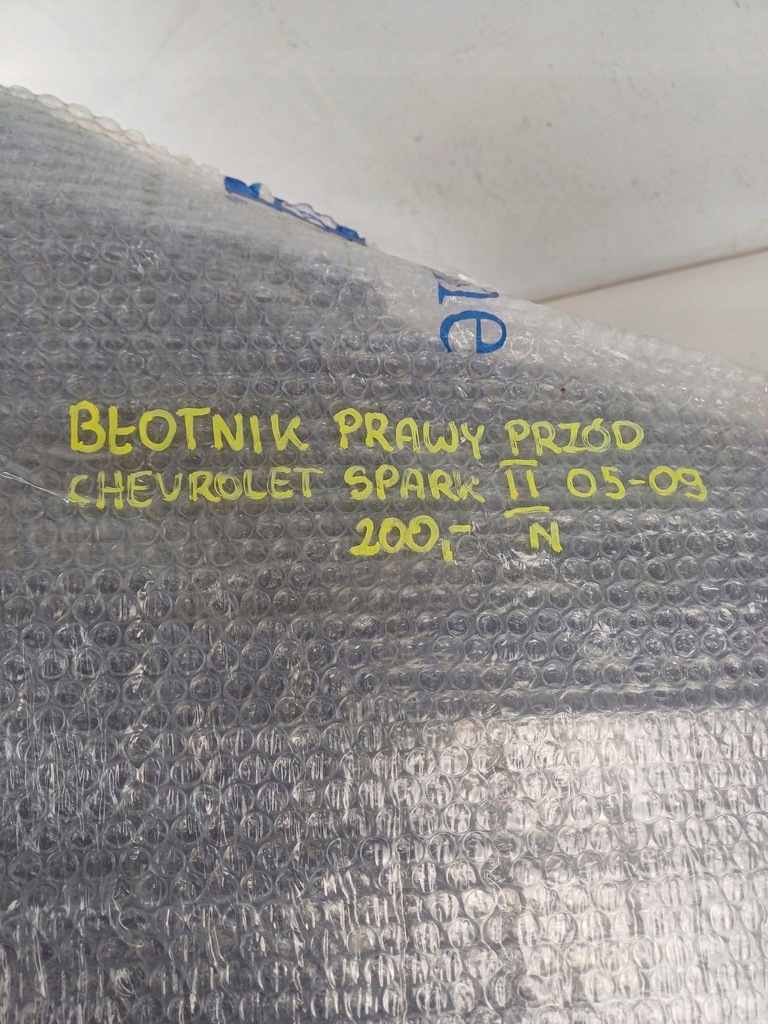 BŁOTNIK PRAWY PRZÓD
CHEVROLET SPARK II 05-09
200,- N